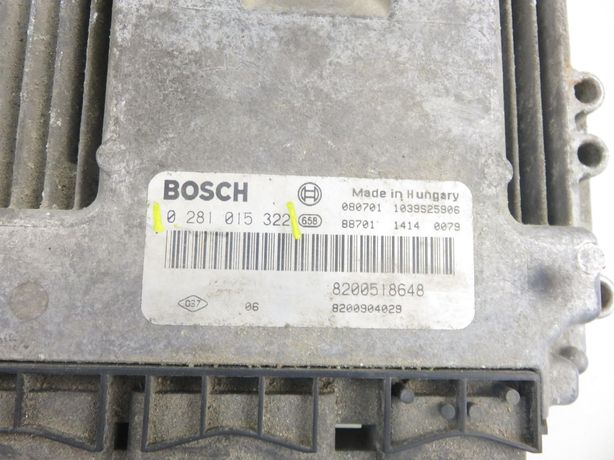 BOSCH
Made in Hungary
080701 1039S25906
0 281 015 322 658
88701 1414 0079
8200518648
037 06 8200904029